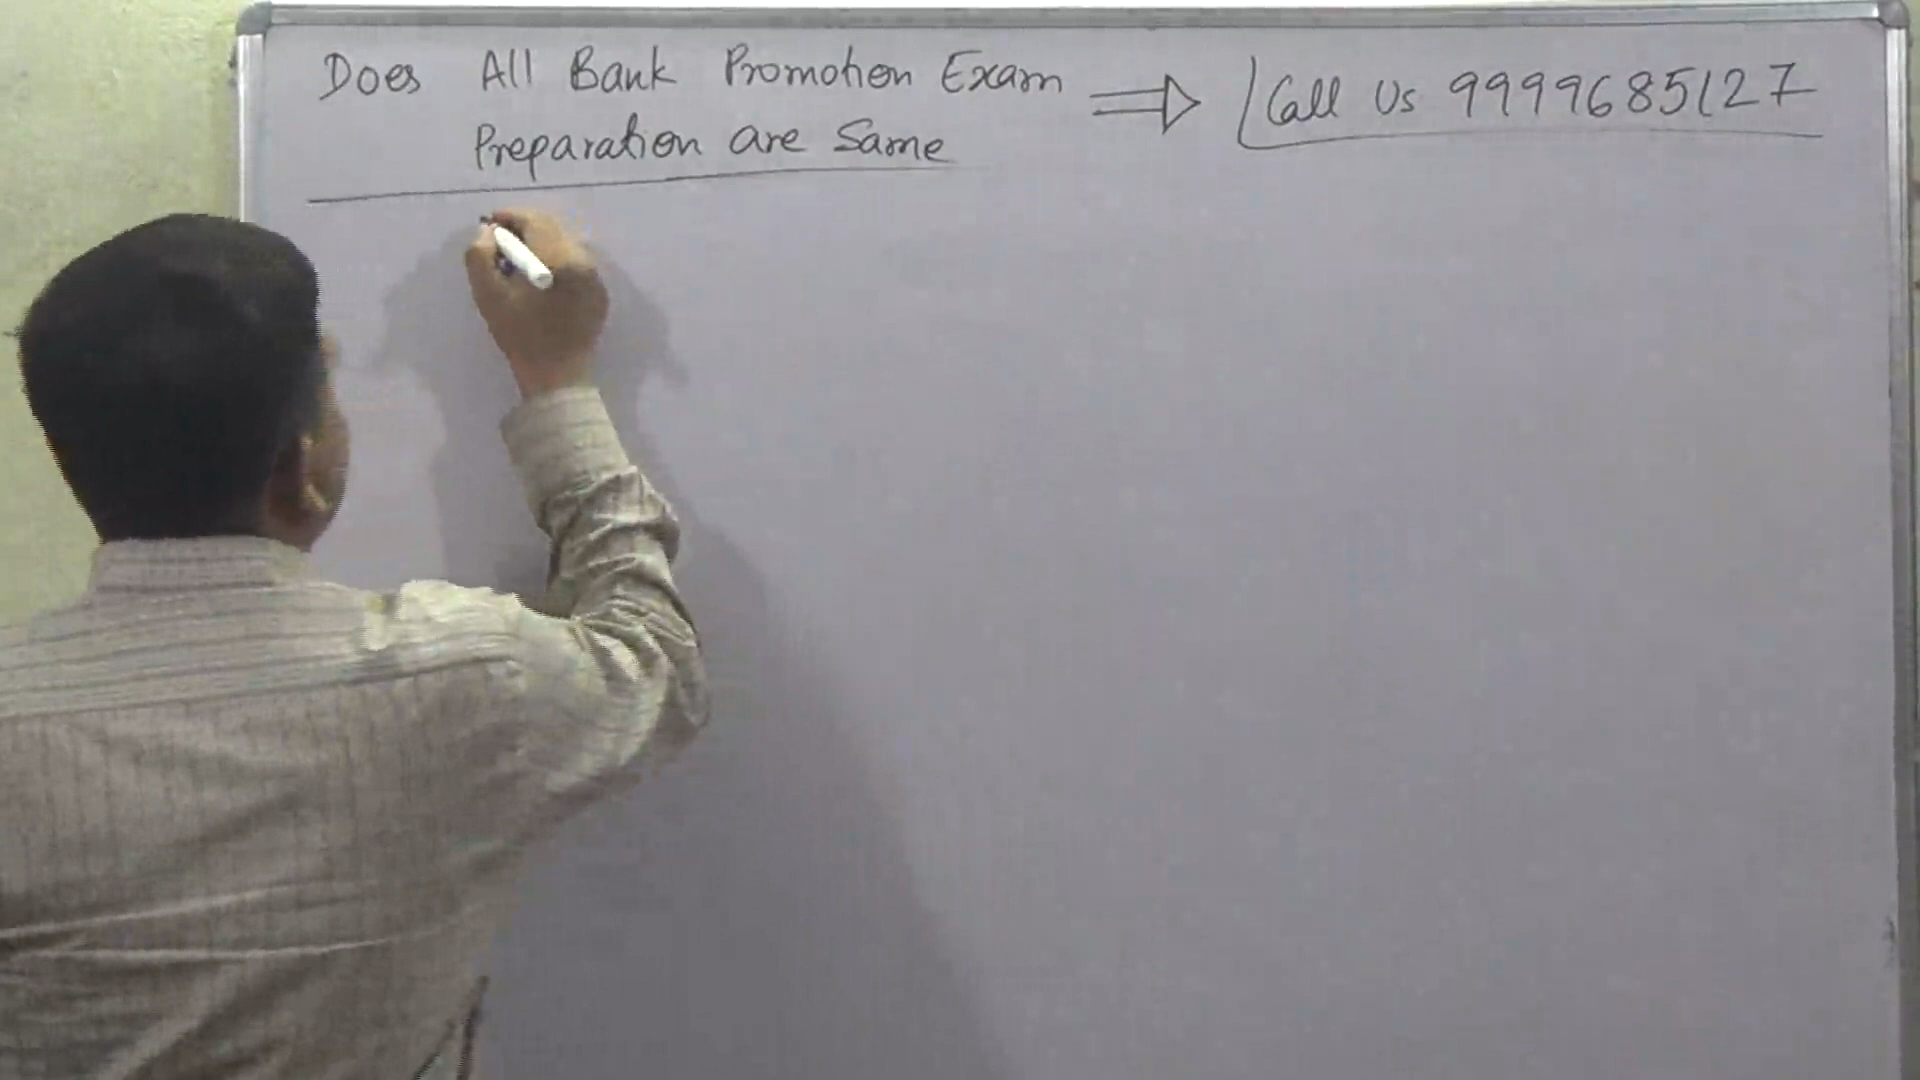 Does All Bank Promotion Exam
Preparation are Same
Call Us 9999685127